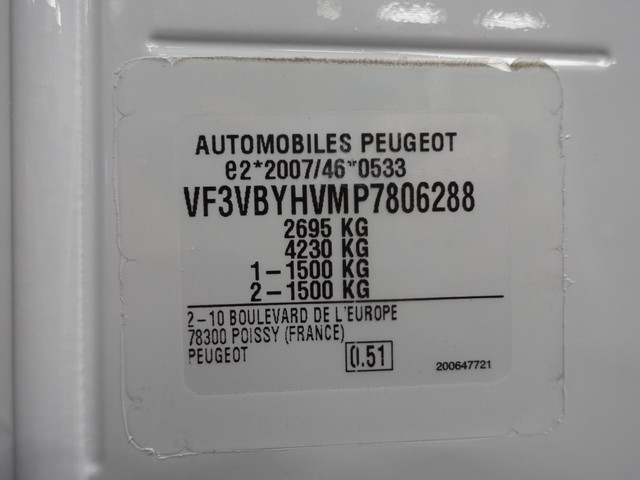 AUTOMOBILES PEUGEOT
e2*2007/46*0533
VF3VBYHVMP7806288
2695 KG
4230 KG
1-1500 KG
2-1500 KG
2-10 BOULEVARD DE L'EUROPE
78300 POISSY (FRANCE)
PEUGEOT
0.51
200647721